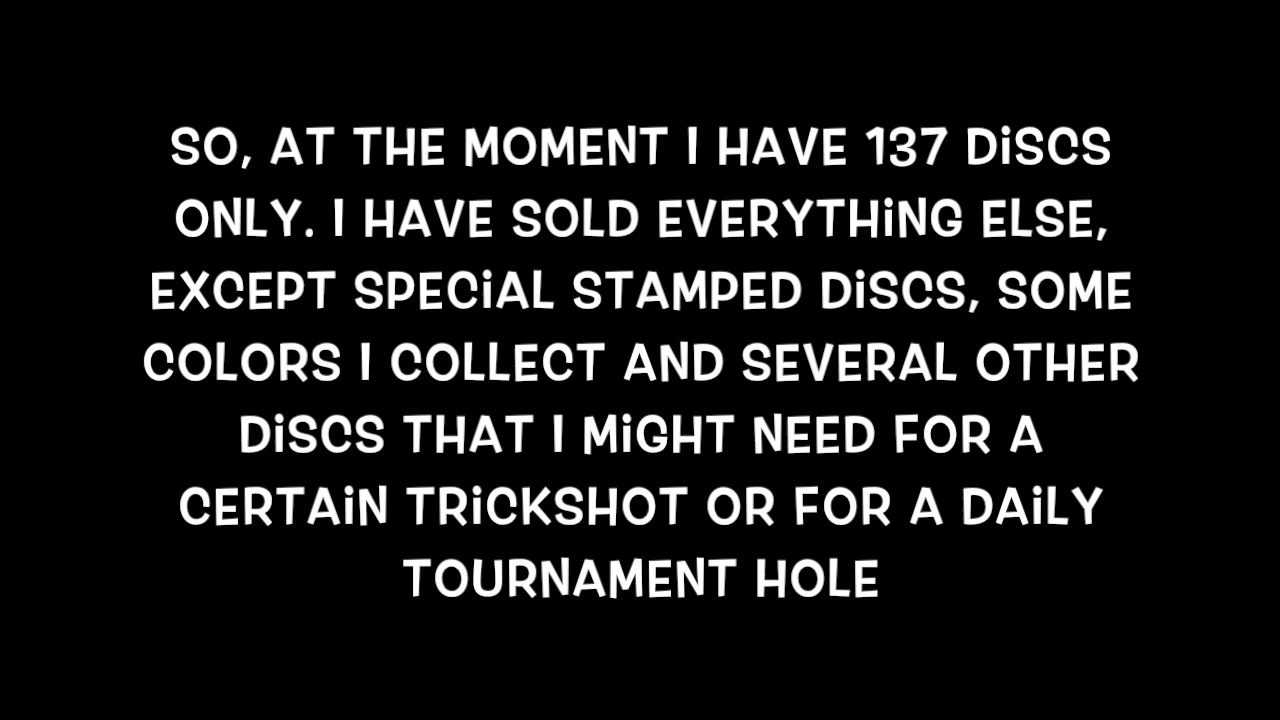 SO, AT THE MOMENT I HAVE 137 DiSCS
ONLY. I HAVE SOLD EVERYTHiNG ELSE,
EXCEPT SPECiAL STAMPED DiSCS, SOME
COLORS I COLLECT AND SEVERAL OTHER
DiSCS THAT I MiGHT NEED FOR A
CERTAiN TRiCKSHOT OR FOR A DAiLY
TOURNAMENT HOLE